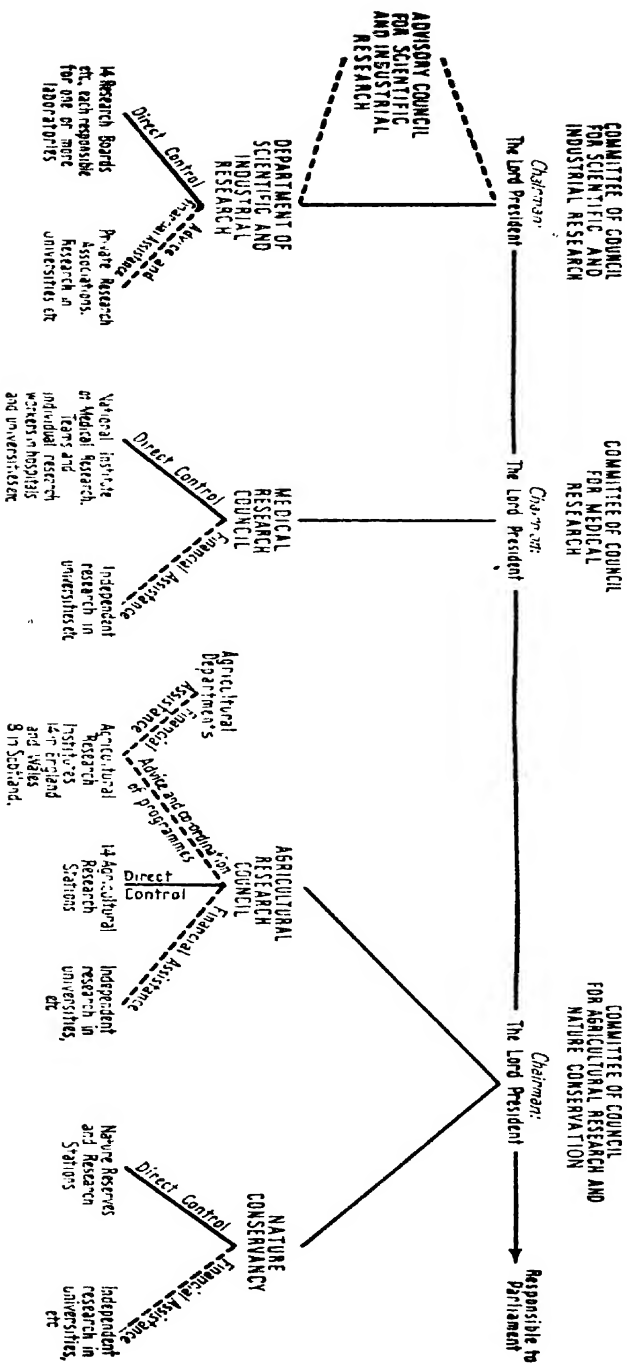 COMMITTEE OF COUNCIL
FOR SCIENTIFIC AND
INDUSTRIAL RESEARCH
Chairman:
The Lord President
COMMITTEE OF COUNCIL
FOR MEDICAL
RESEARCH
Chairman:
The Lord President
COMMITTEE OF COUNCIL
FOR AGRICULTURAL RESEARCH AND
NATURE CONSERVATION
Chairman:
The Lord President
Responsible to
Parliament
ADVISORY COUNCIL
FOR SCIENTIFIC
AND INDUSTRIAL
RESEARCH
DEPARTMENT OF
SCIENTIFIC AND
INDUSTRIAL
RESEARCH
Direct Control
Advice and
Financial Assistance
14 Research Boards
etc, each responsible
for one or more
laboratories
Private Research
Associations.
Research in
universities etc
MEDICAL
RESEARCH
COUNCIL
Direct Control
Financial Assistance
National Institute
of Medical Research.
Teams and
individual research
workers in hospitals
and universities etc
Independent
research in
universities etc
AGRICULTURAL
RESEARCH
COUNCIL
Agricultural
Departments
Financial
Assistance
Advice and co-ordination
of programmes
Direct
Control
Financial Assistance
Agricultural
Research
Institutes
14 in England
and Wales
8 in Scotland.
14 Agricultural
Research
Stations
Independent
research in
universities,
etc
NATURE
CONSERVANCY
Direct Control
Financial Assistance
Nature Reserves
and Research
Stations
Independent
research in
universities,
etc